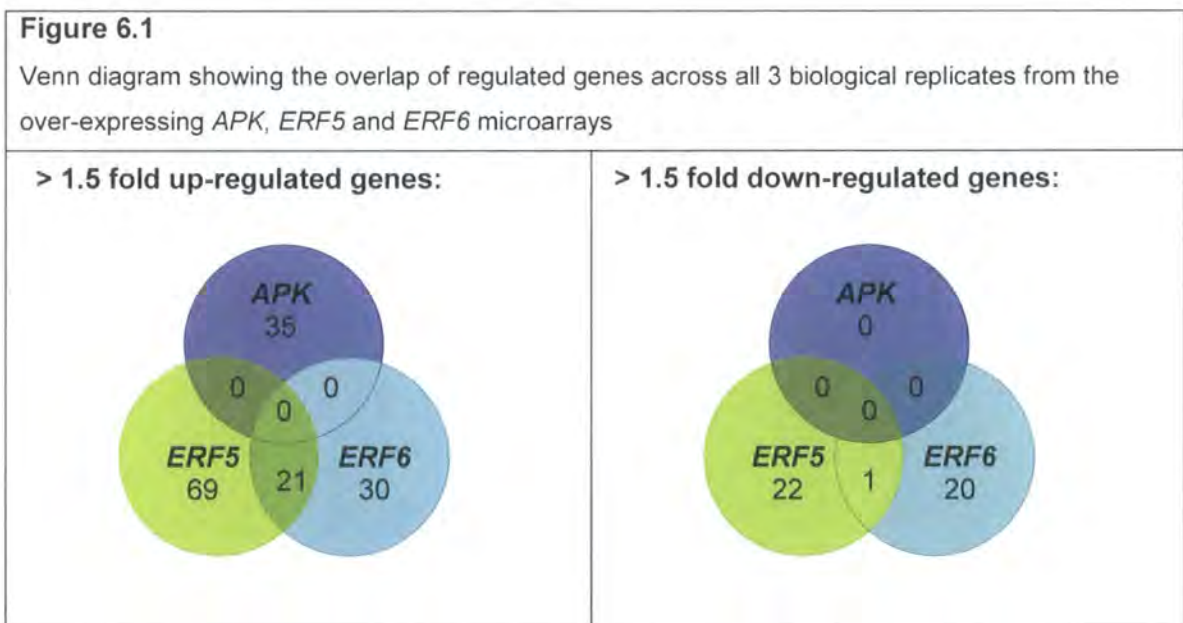 Figure 6.1
Venn diagram showing the overlap of regulated genes across all 3 biological replicates from the
over-expressing APK, ERF5 and ERF6 microarrays
> 1.5 fold up-regulated genes:
APK
35
0
0
0
ERF5
69
21
ERF6
30
> 1.5 fold down-regulated genes:
APK
0
0
0
0
ERF5
22
1
ERF6
20